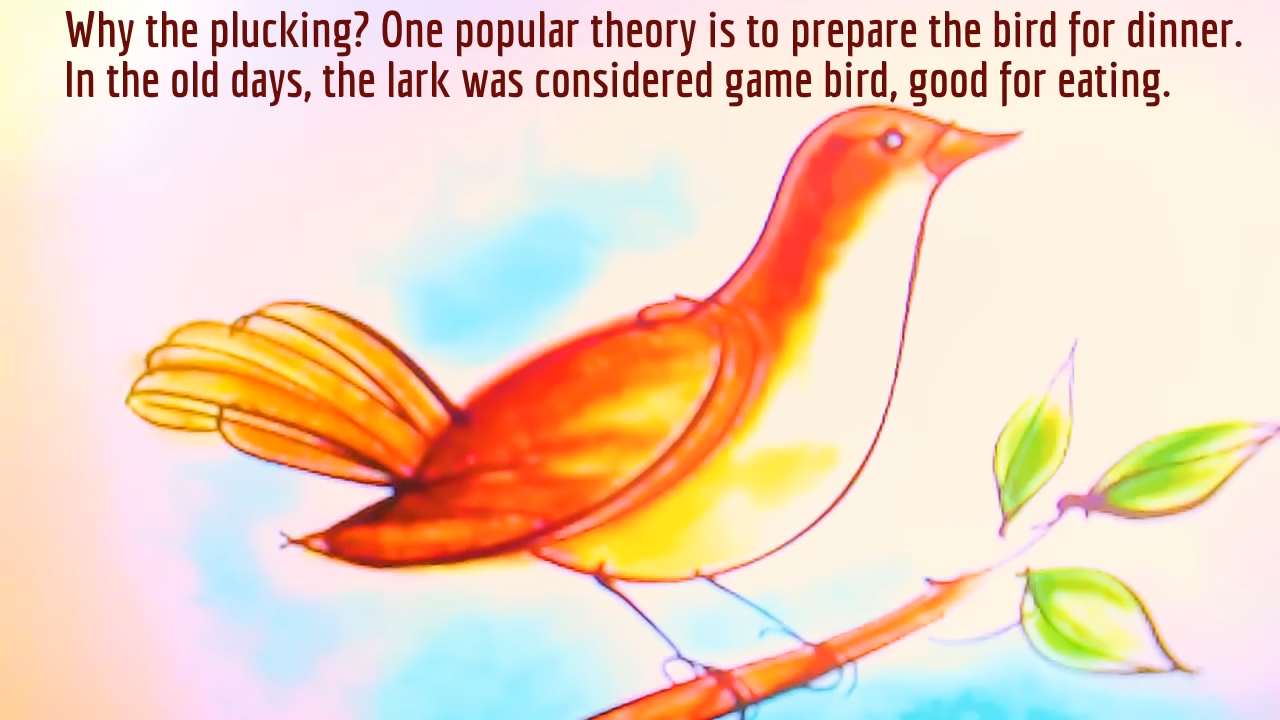 Why the plucking? One popular theory is to prepare the bird for dinner.
In the old days, the lark was considered game bird, good for eating.